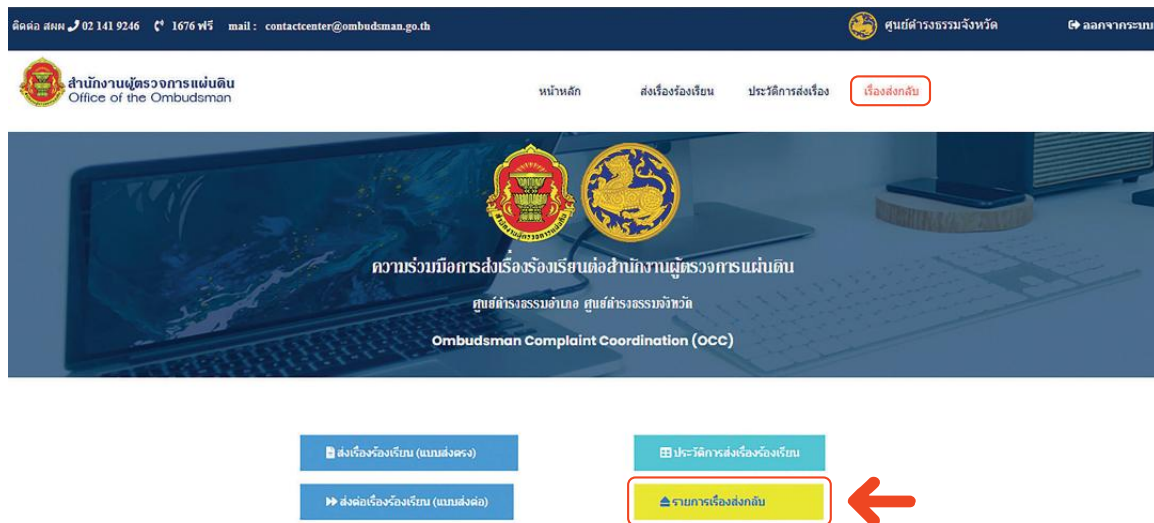 ติดต่อ สผผ 02 141 9246 1676 ฟรี mail : contactcenter@ombudsman.go.th
ศูนย์ดำรงธรรมจังหวัด
ออกจากระบบ
สำนักงานผู้ตรวจการแผ่นดิน
Office of the Ombudsman
หน้าหลัก ส่งเรื่องร้องเรียน ประวัติการส่งเรื่อง เรื่องส่งกลับ
ความร่วมมือการส่งเรื่องร้องเรียนต่อสำนักงานผู้ตรวจการแผ่นดิน
ศูนย์ดำรงธรรมอำเภอ ศูนย์ดำรงธรรมจังหวัด
Ombudsman Complaint Coordination (OCC)
ส่งเรื่องร้องเรียน (แบบส่งตรง)
ประวัติการส่งเรื่องร้องเรียน
ส่งต่อเรื่องร้องเรียน (แบบส่งต่อ)
รายการเรื่องส่งกลับ